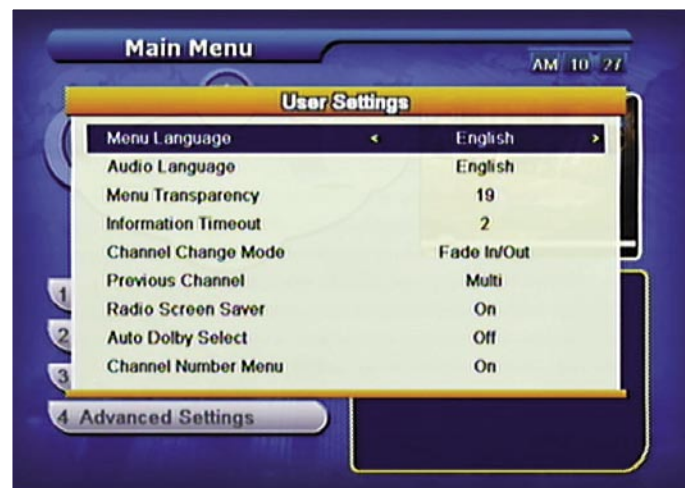 Main Menu
AM 10 27
User Settings
Menu Language < English >
Audio Language English
Menu Transparency 19
Information Timeout 2
Channel Change Mode Fade In/Out
Previous Channel Multi
Radio Screen Saver On
Auto Dolby Select Off
Channel Number Menu On
1
2
3
4 Advanced Settings